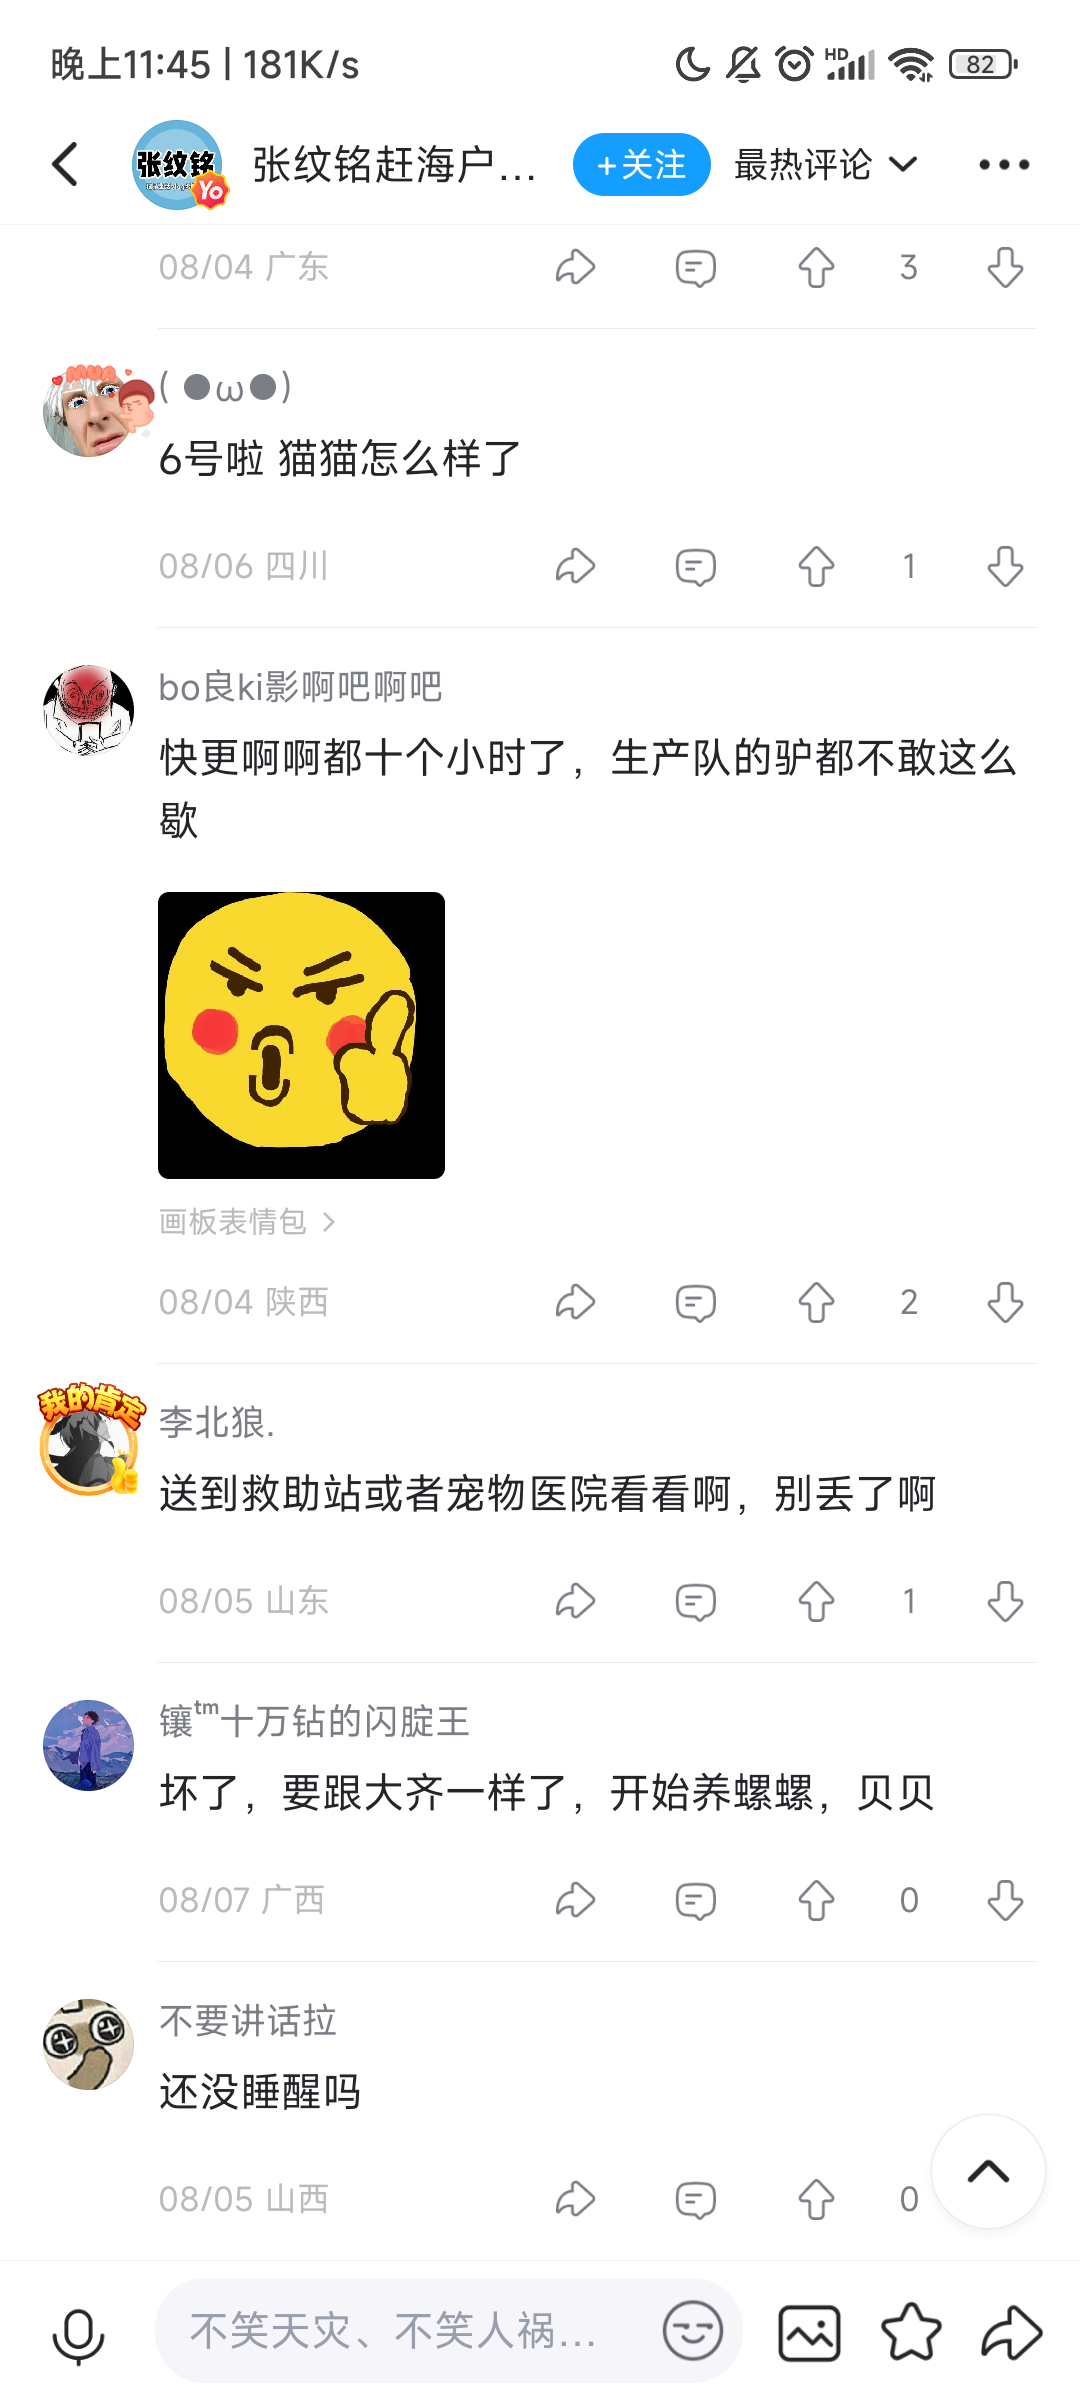 晚上11:45 | 181K/s
HD
82
张纹铭
Yo
张纹铭赶海户...
+关注
最热评论
08/04 广东
3
MUA
( ●ω●)
6号啦 猫猫怎么样了
08/06 四川
1
bo良ki影啊吧啊吧
快更啊啊都十个小时了，生产队的驴都不敢这么
歇
画板表情包
08/04 陕西
2
我的肯定
李北狼.
送到救助站或者宠物医院看看啊，别丢了啊
08/05 山东
1
镶™十万钻的闪腚王
坏了，要跟大齐一样了，开始养螺螺，贝贝
08/07 广西
0
不要讲话拉
还没睡醒吗
08/05 山西
0
不笑天灾、不笑人祸...